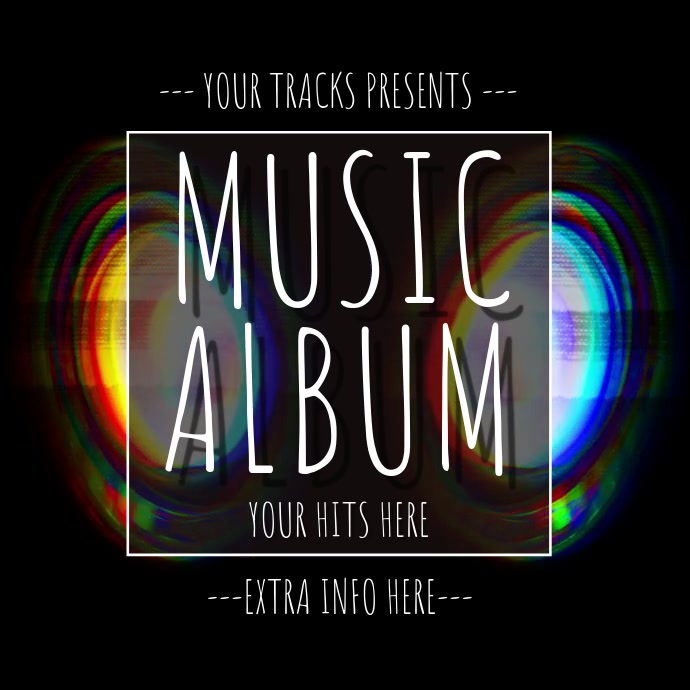 --- YOUR TRACKS PRESENTS ---
MUSIC
ALBUM
YOUR HITS HERE
---EXTRA INFO HERE---